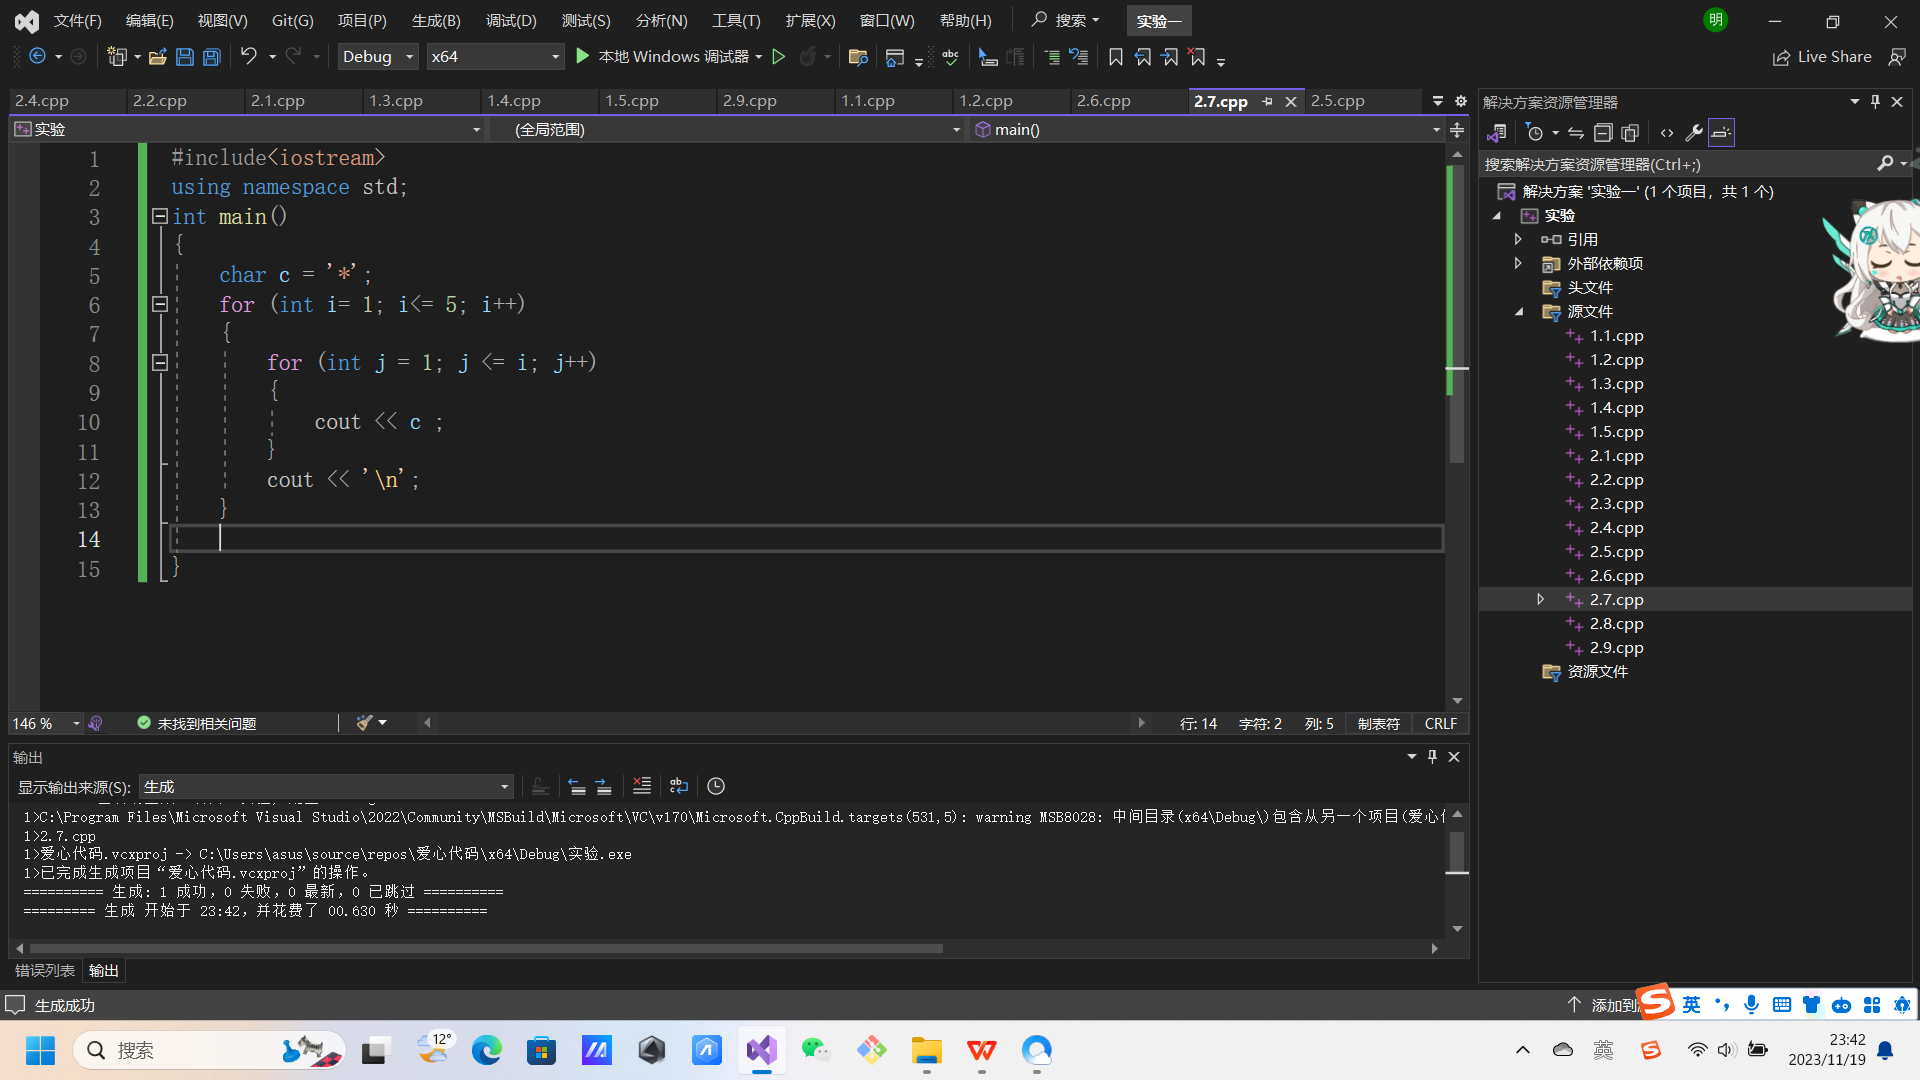 文件(F) 编辑(E) 视图(V) Git(G) 项目(P) 生成(B) 调试(D) 测试(S) 分析(N) 工具(T) 扩展(X) 窗口(W) 帮助(H) 搜索 实验一 明
Debug x64 本地 Windows 调试器 Live Share
2.4.cpp 2.2.cpp 2.1.cpp 1.3.cpp 1.4.cpp 1.5.cpp 2.9.cpp 1.1.cpp 1.2.cpp 2.6.cpp 2.7.cpp 2.5.cpp
实验 (全局范围) main()
1 #include<iostream>
2 using namespace std;
3 int main()
4 {
5 char c = '*';
6 for (int i= 1; i<= 5; i++)
7 {
8 for (int j = 1; j <= i; j++)
9 {
10 cout << c ;
11 }
12 cout << '\n';
13 }
14
15 }
146 % 未找到相关问题 行: 14 字符: 2 列: 5 制表符 CRLF
输出
显示输出来源(S): 生成
1>C:\Program Files\Microsoft Visual Studio\2022\Community\MSBuild\Microsoft\VC\v170\Microsoft.CppBuild.targets(531,5): warning MSB8028: 中间目录(x64\Debug\)包含从另一个项目(爱心
1>2.7.cpp
1>爱心代码.vcxproj -> C:\Users\asus\source\repos\爱心代码\x64\Debug\实验.exe
1>已完成生成项目“爱心代码.vcxproj”的操作。
========== 生成: 1 成功，0 失败，0 最新，0 已跳过 ==========
========= 生成 开始于 23:42，并花费了 00.630 秒 ==========
错误列表 输出
生成成功
解决方案资源管理器
搜索解决方案资源管理器(Ctrl+;)
解决方案 '实验一' (1 个项目，共 1 个)
实验
引用
外部依赖项
头文件
源文件
1.1.cpp
1.2.cpp
1.3.cpp
1.4.cpp
1.5.cpp
2.1.cpp
2.2.cpp
2.3.cpp
2.4.cpp
2.5.cpp
2.6.cpp
2.7.cpp
2.8.cpp
2.9.cpp
资源文件
添加到 英
搜索 12° 英 23:42
2023/11/19